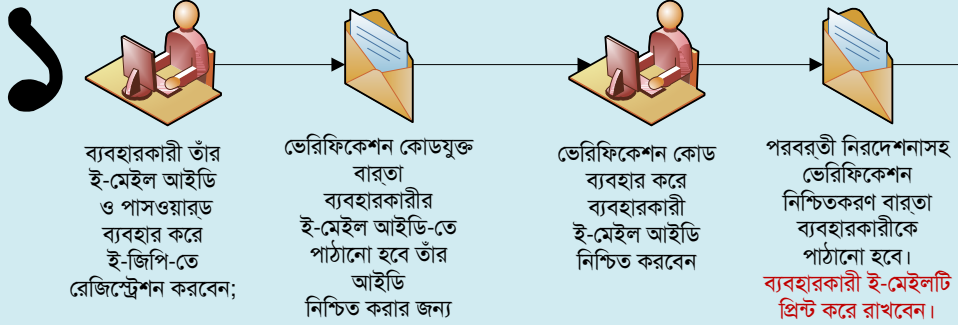 ১
ব্যবহারকারী তাঁর
ই-মেইল আইডি
ও পাসওয়ার্ড
ব্যবহার করে
ই-জিপি-তে
রেজিস্ট্রেশন করবেন;
ভেরিফিকেশন কোডযুক্ত
বার্তা
ব্যবহারকারীর
ই-মেইল আইডি-তে
পাঠানো হবে তাঁর
আইডি
নিশ্চিত করার জন্য
ভেরিফিকেশন কোড
ব্যবহার করে
ব্যবহারকারী
ই-মেইল আইডি
নিশ্চিত করবেন
পরবর্তী নিরদেশনাসহ
ভেরিফিকেশন
নিশ্চিতকরণ বার্তা
ব্যবহারকারীকে
পাঠানো হবে।
ব্যবহারকারী ই-মেইলটি
প্রিন্ট করে রাখবেন।